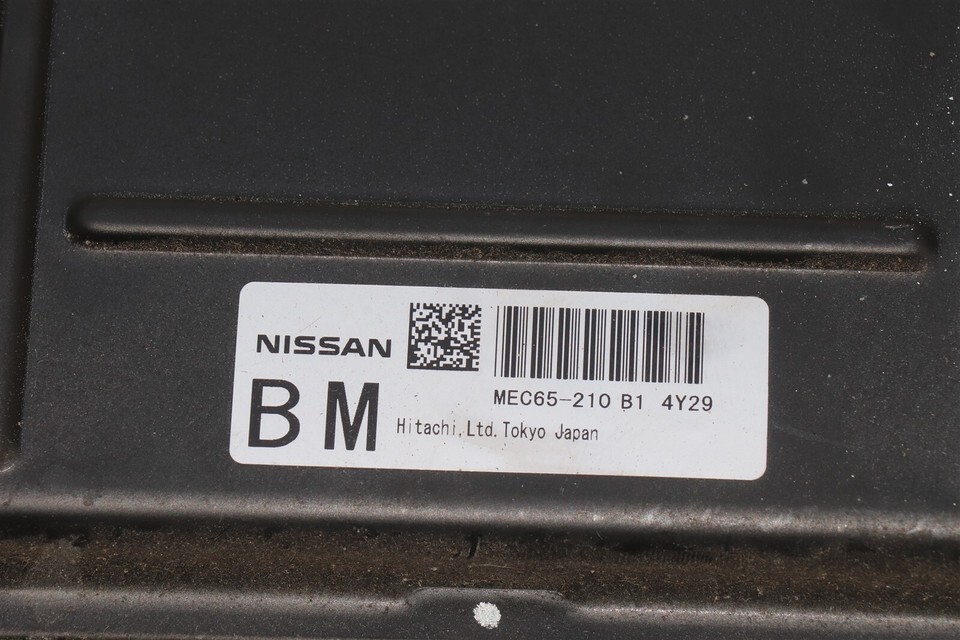 NISSAN
BM
MEC65-210 B1 4Y29
Hitachi,Ltd.Tokyo Japan